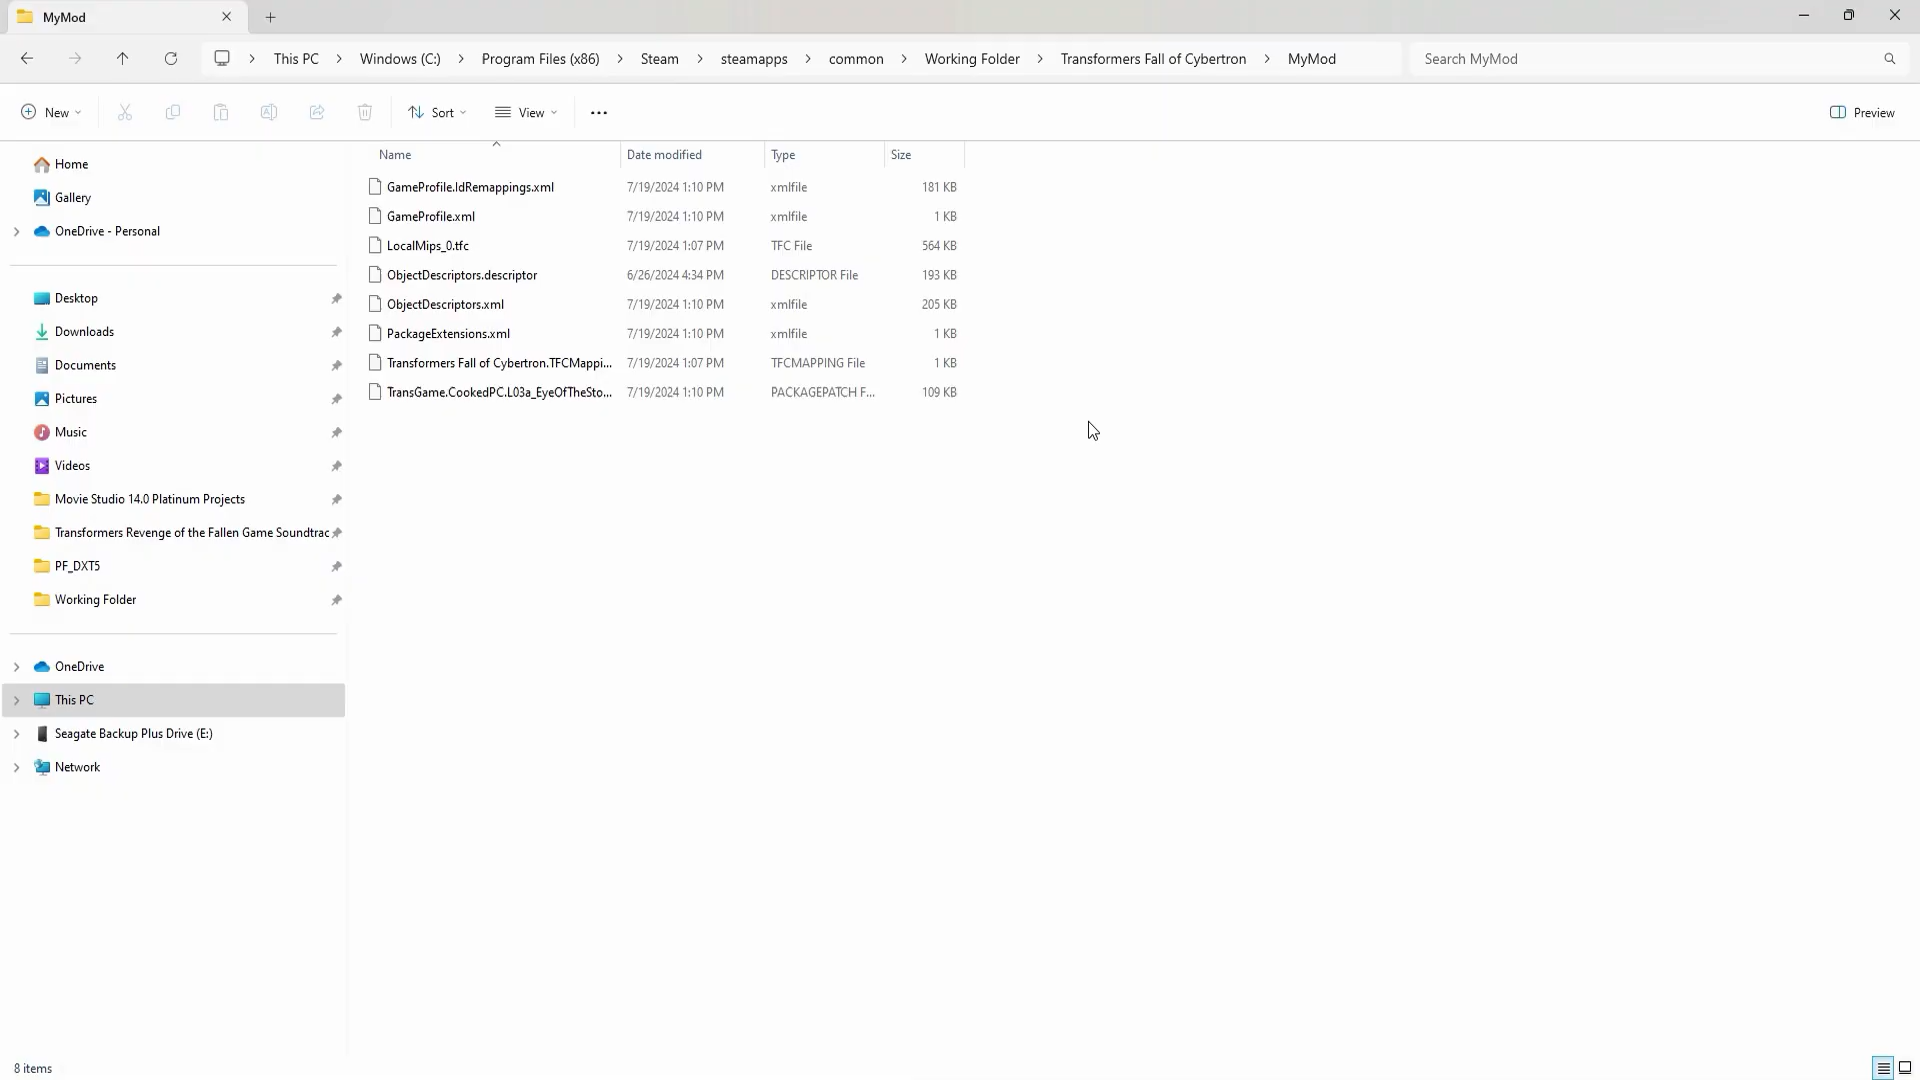 MyMod
This PC > Windows (C:) > Program Files (x86) > Steam > steamapps > common > Working Folder > Transformers Fall of Cybertron > MyMod
Search MyMod
New
Sort
View
Preview
Name
Date modified
Type
Size
Home
Gallery
OneDrive - Personal
Desktop
Downloads
Documents
Pictures
Music
Videos
Movie Studio 14.0 Platinum Projects
Transformers Revenge of the Fallen Game Soundtrac
PF_DXT5
Working Folder
OneDrive
This PC
Seagate Backup Plus Drive (E:)
Network
GameProfile.IdRemappings.xml 7/19/2024 1:10 PM xmlfile 181 KB
GameProfile.xml 7/19/2024 1:10 PM xmlfile 1 KB
LocalMips_0.tfc 7/19/2024 1:07 PM TFC File 564 KB
ObjectDescriptors.descriptor 6/26/2024 4:34 PM DESCRIPTOR File 193 KB
ObjectDescriptors.xml 7/19/2024 1:10 PM xmlfile 205 KB
PackageExtensions.xml 7/19/2024 1:10 PM xmlfile 1 KB
Transformers Fall of Cybertron.TFCMappi... 7/19/2024 1:07 PM TFCMAPPING File 1 KB
TransGame.CookedPC.L03a_EyeOfTheSto... 7/19/2024 1:10 PM PACKAGEPATCH F... 109 KB
8 items